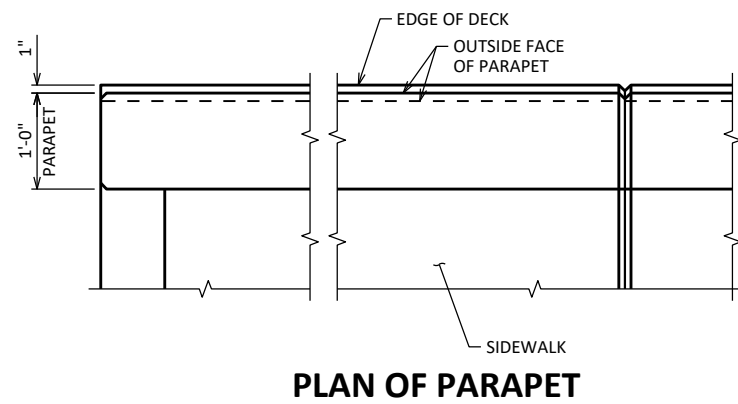 EDGE OF DECK
OUTSIDE FACE
OF PARAPET
1"
1'-0"
PARAPET
SIDEWALK
PLAN OF PARAPET